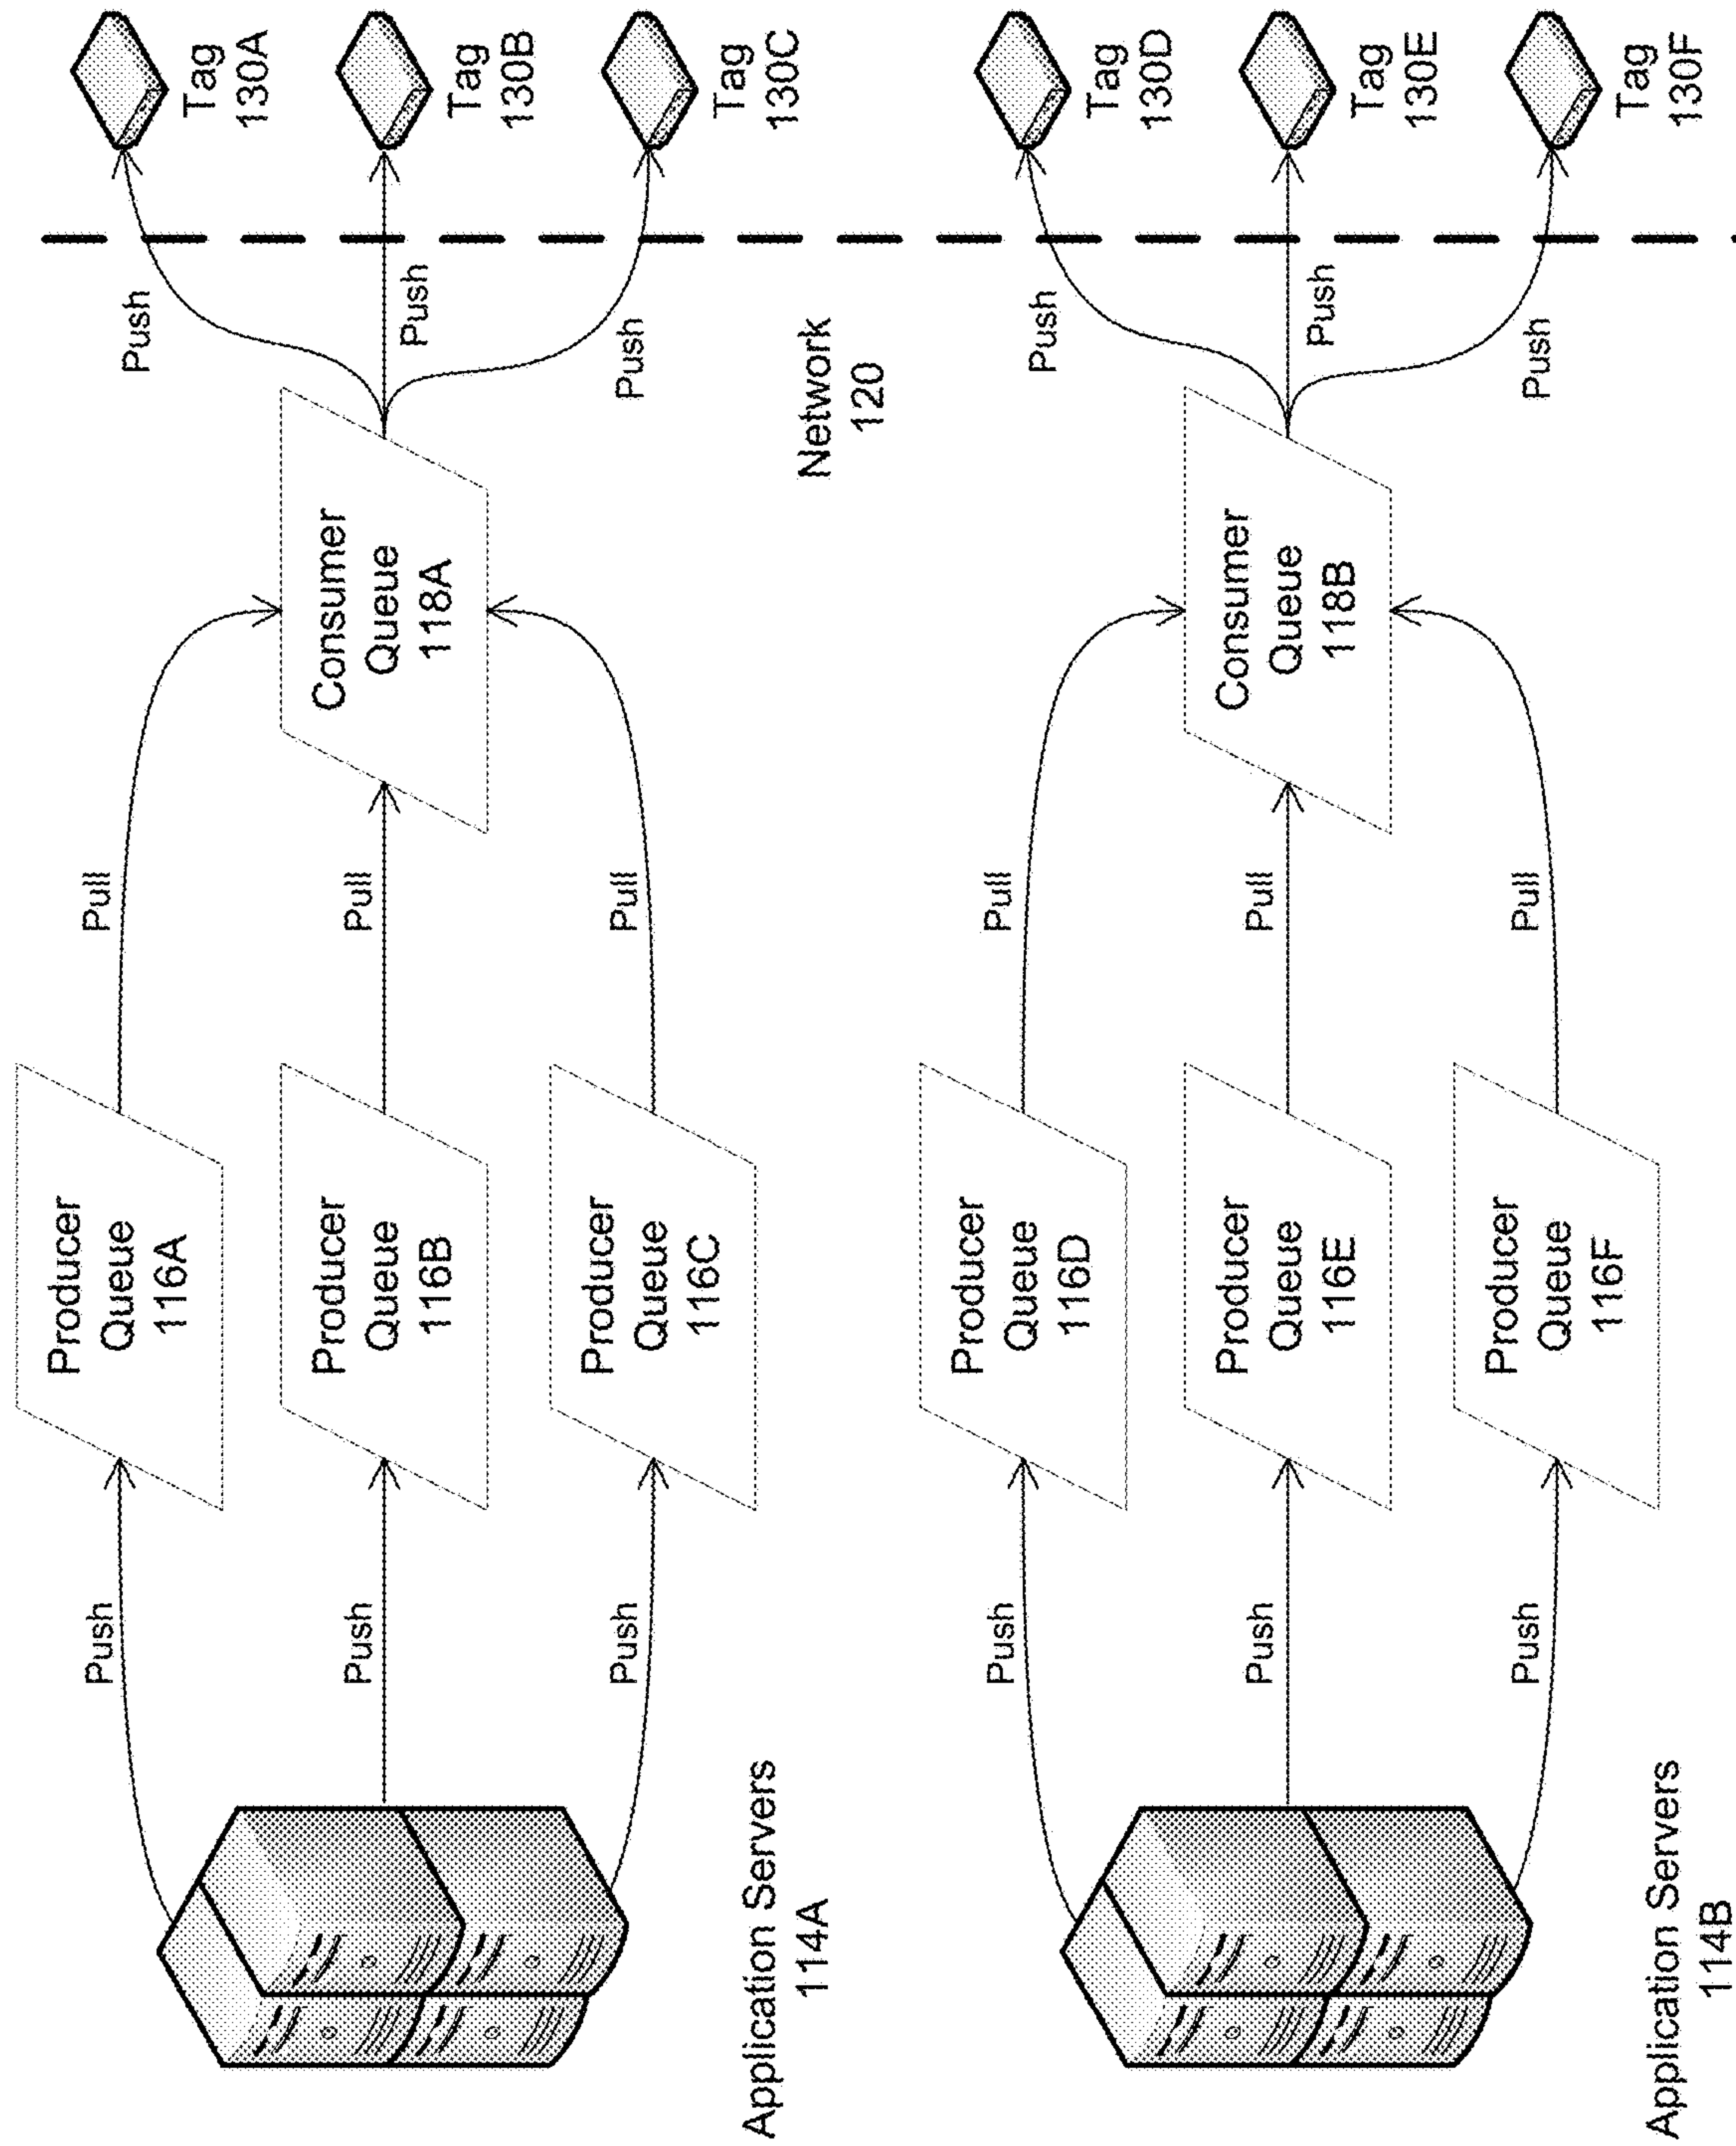 Push
Producer
Queue
116A
Pull
Push
Tag
130A
Push
Producer
Queue
116B
Pull
Consumer
Queue
118A
Push
Tag
130B
Push
Producer
Queue
116C
Pull
Push
Tag
130C
Application Servers
114A
Network
120
Push
Producer
Queue
116D
Pull
Push
Tag
130D
Push
Producer
Queue
116E
Pull
Consumer
Queue
118B
Push
Tag
130E
Push
Producer
Queue
116F
Pull
Push
Tag
130F
Application Servers
114B